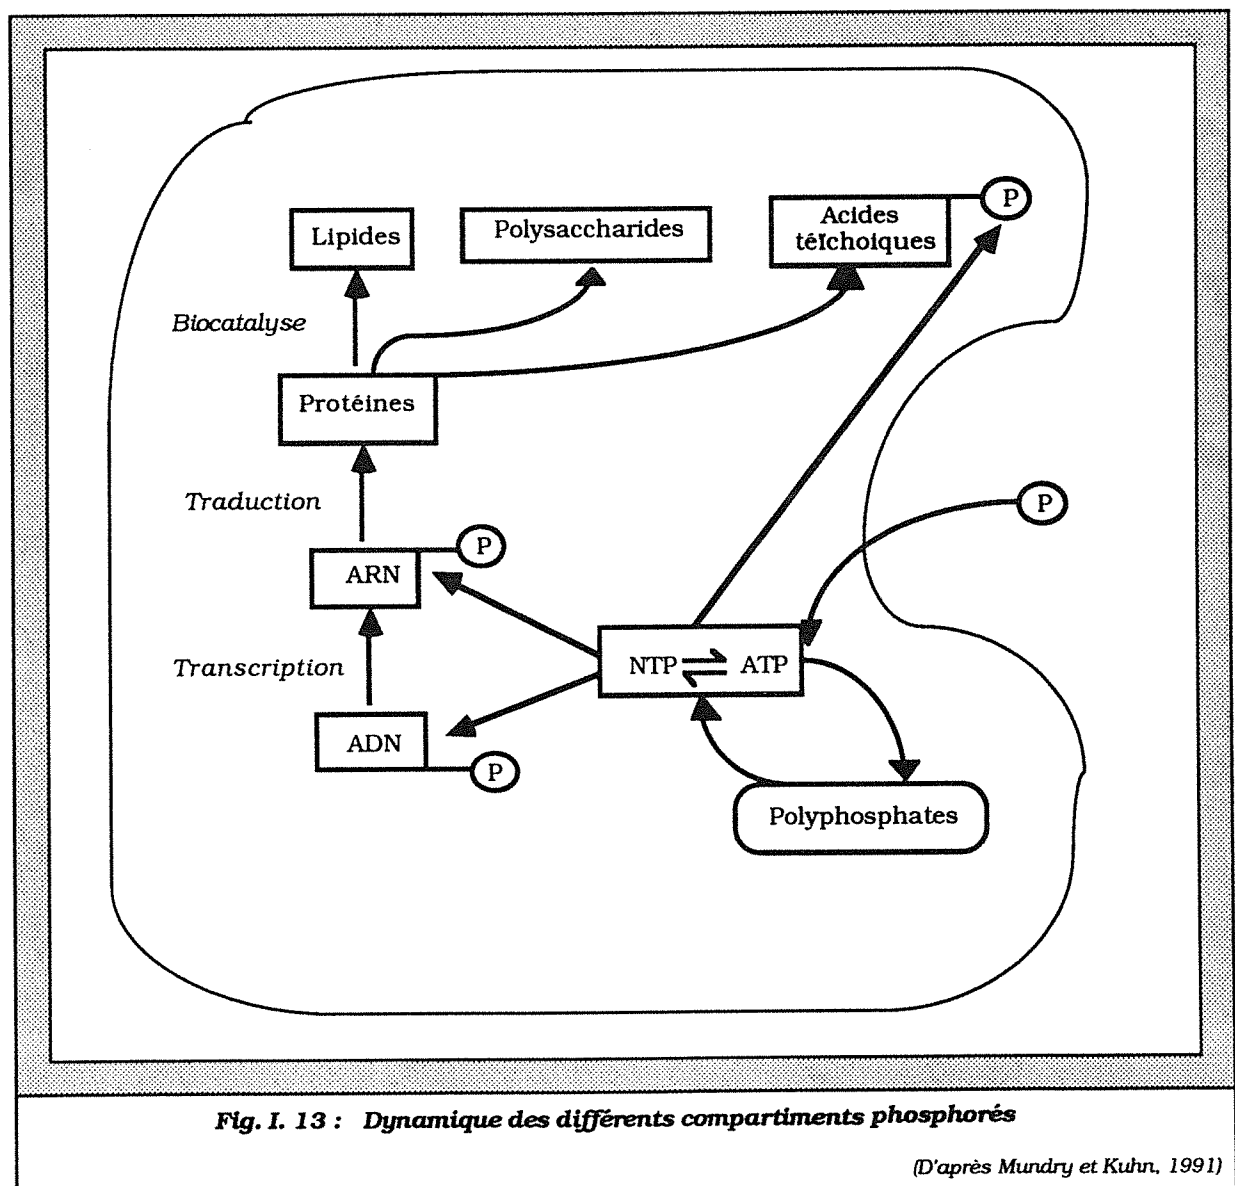 P
Acides
téichoiques
Lipides
Polysaccharides
Biocatalyse
Protéines
Traduction
P
P
ARN
Transcription
NTP ATP
ADN
P
Polyphosphates
Fig. I. 13 : Dynamique des différents compartiments phosphorés
(D'après Mundry et Kuhn, 1991)